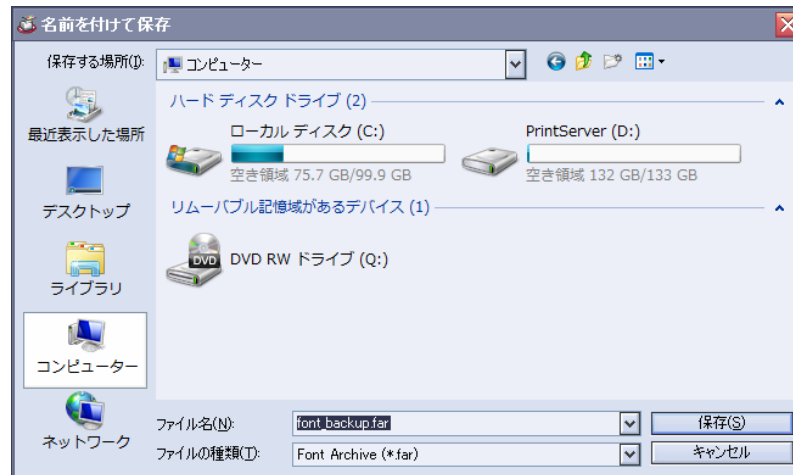 名前を付けて保存
保存する場所(I):
コンピューター
最近表示した場所
デスクトップ
ライブラリ
コンピューター
ネットワーク
ハード ディスク ドライブ (2)
ローカル ディスク (C:)
空き領域 75.7 GB/99.9 GB
PrintServer (D:)
空き領域 132 GB/133 GB
リムーバブル記憶域があるデバイス (1)
DVD
DVD RW ドライブ (Q:)
ファイル名(N):
font_backup.far
保存(S)
ファイルの種類(T):
Font Archive (*.far)
キャンセル